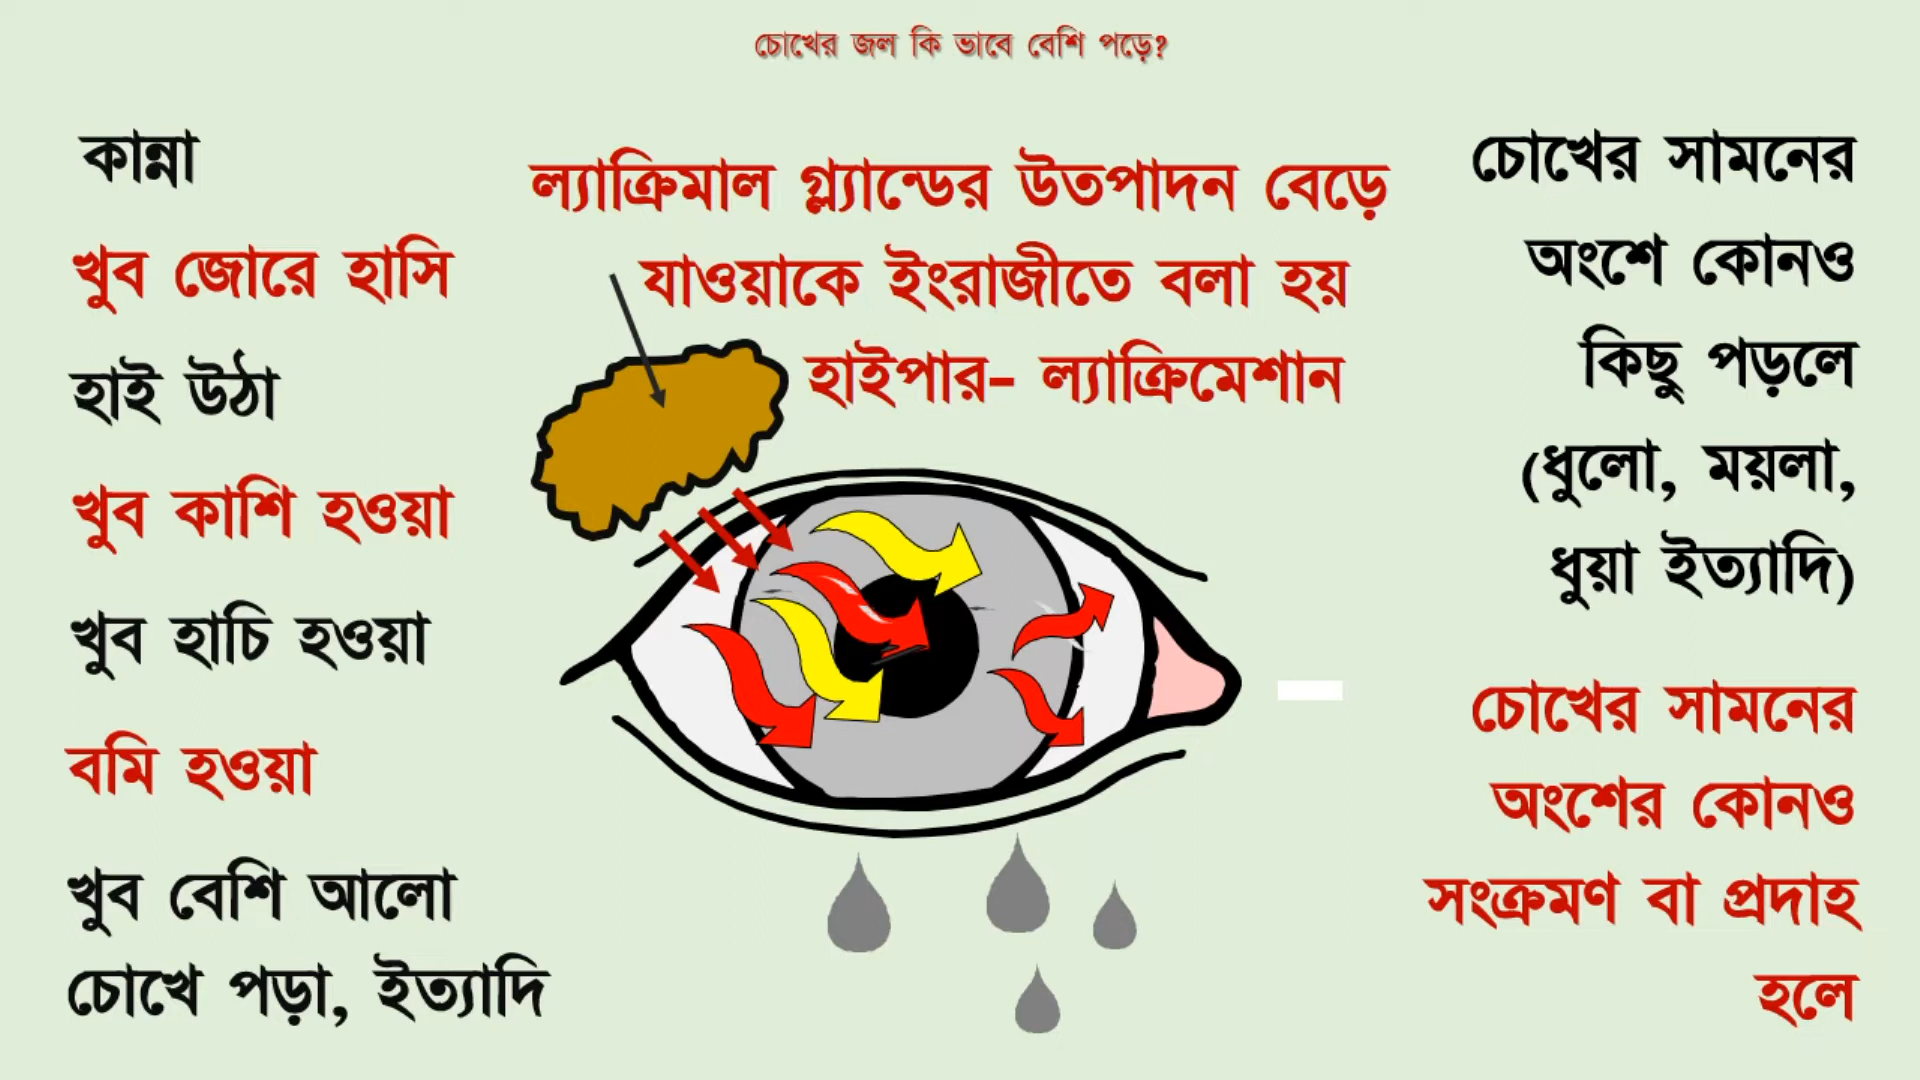 চোখের জল কি ভাবে বেশি পড়ে?
কান্না
খুব জোরে হাসি
হাই উঠা
খুব কাশি হওয়া
খুব হাচি হওয়া
বমি হওয়া
খুব বেশি আলো
চোখে পড়া, ইত্যাদি
ল্যাক্রিমাল গ্ল্যান্ডের উতপাদন বেড়ে
যাওয়াকে ইংরাজীতে বলা হয়
হাইপার- ল্যাক্রিমেশান
চোখের সামনের
অংশে কোনও
কিছু পড়লে
(ধুলো, ময়লা,
ধুয়া ইত্যাদি)
চোখের সামনের
অংশের কোনও
সংক্রমণ বা প্রদাহ
হলে